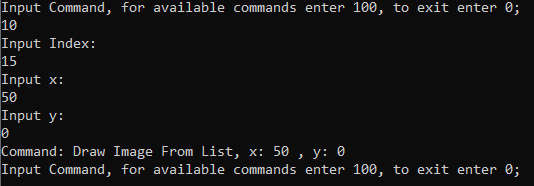 Input Command, for available commands enter 100, to exit enter 0;
10
Input Index:
15
Input x:
50
Input y:
0
Command: Draw Image From List, x: 50 , y: 0
Input Command, for available commands enter 100, to exit enter 0;